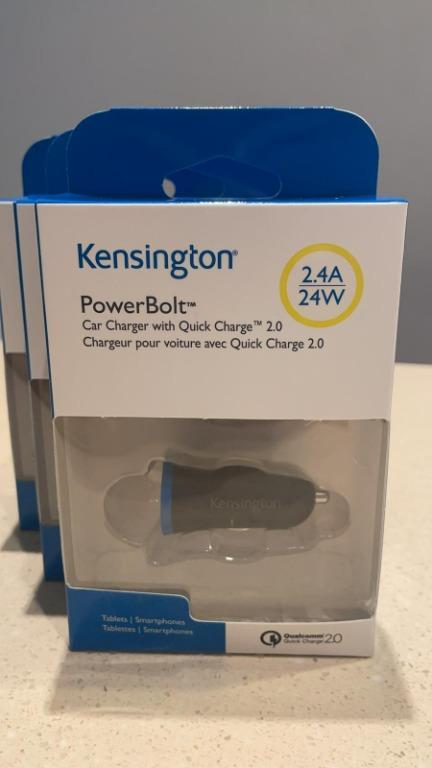 Kensington®
2.4A
24W
PowerBolt™
Car Charger with Quick Charge™ 2.0
Chargeur pour voiture avec Quick Charge 2.0
Kensington
Tablets | Smartphones
Tablettes | Smartphones
Qualcomm
Quick Charge 2.0